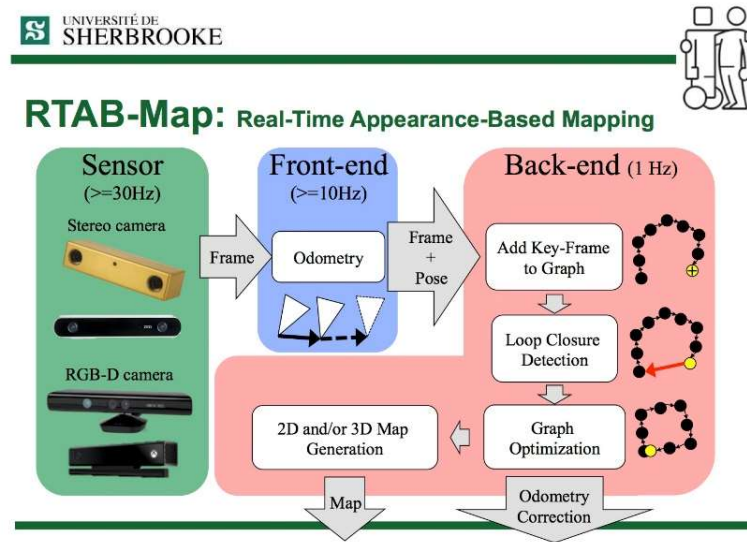 UNIVERSITÉ DE
SHERBROOKE
RTAB-Map: Real-Time Appearance-Based Mapping
Sensor
(>=30Hz)
Stereo camera
RGB-D camera
Frame
Front-end
(>=10Hz)
Odometry
Frame
+
Pose
Back-end (1 Hz)
Add Key-Frame
to Graph
Loop Closure
Detection
Graph
Optimization
2D and/or 3D Map
Generation
Map
Odometry
Correction